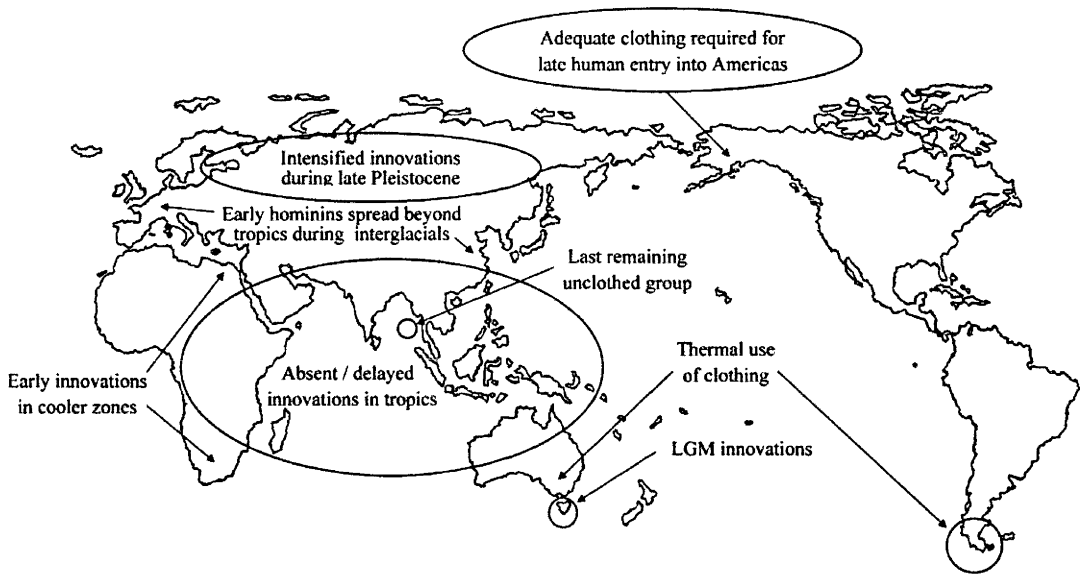 Adequate clothing required for
late human entry into Americas
Intensified innovations
during late Pleistocene
Early hominins spread beyond
tropics during interglacials
Last remaining
unclothed group
Thermal use
of clothing
Early innovations
in cooler zones
Absent / delayed
innovations in tropics
LGM innovations